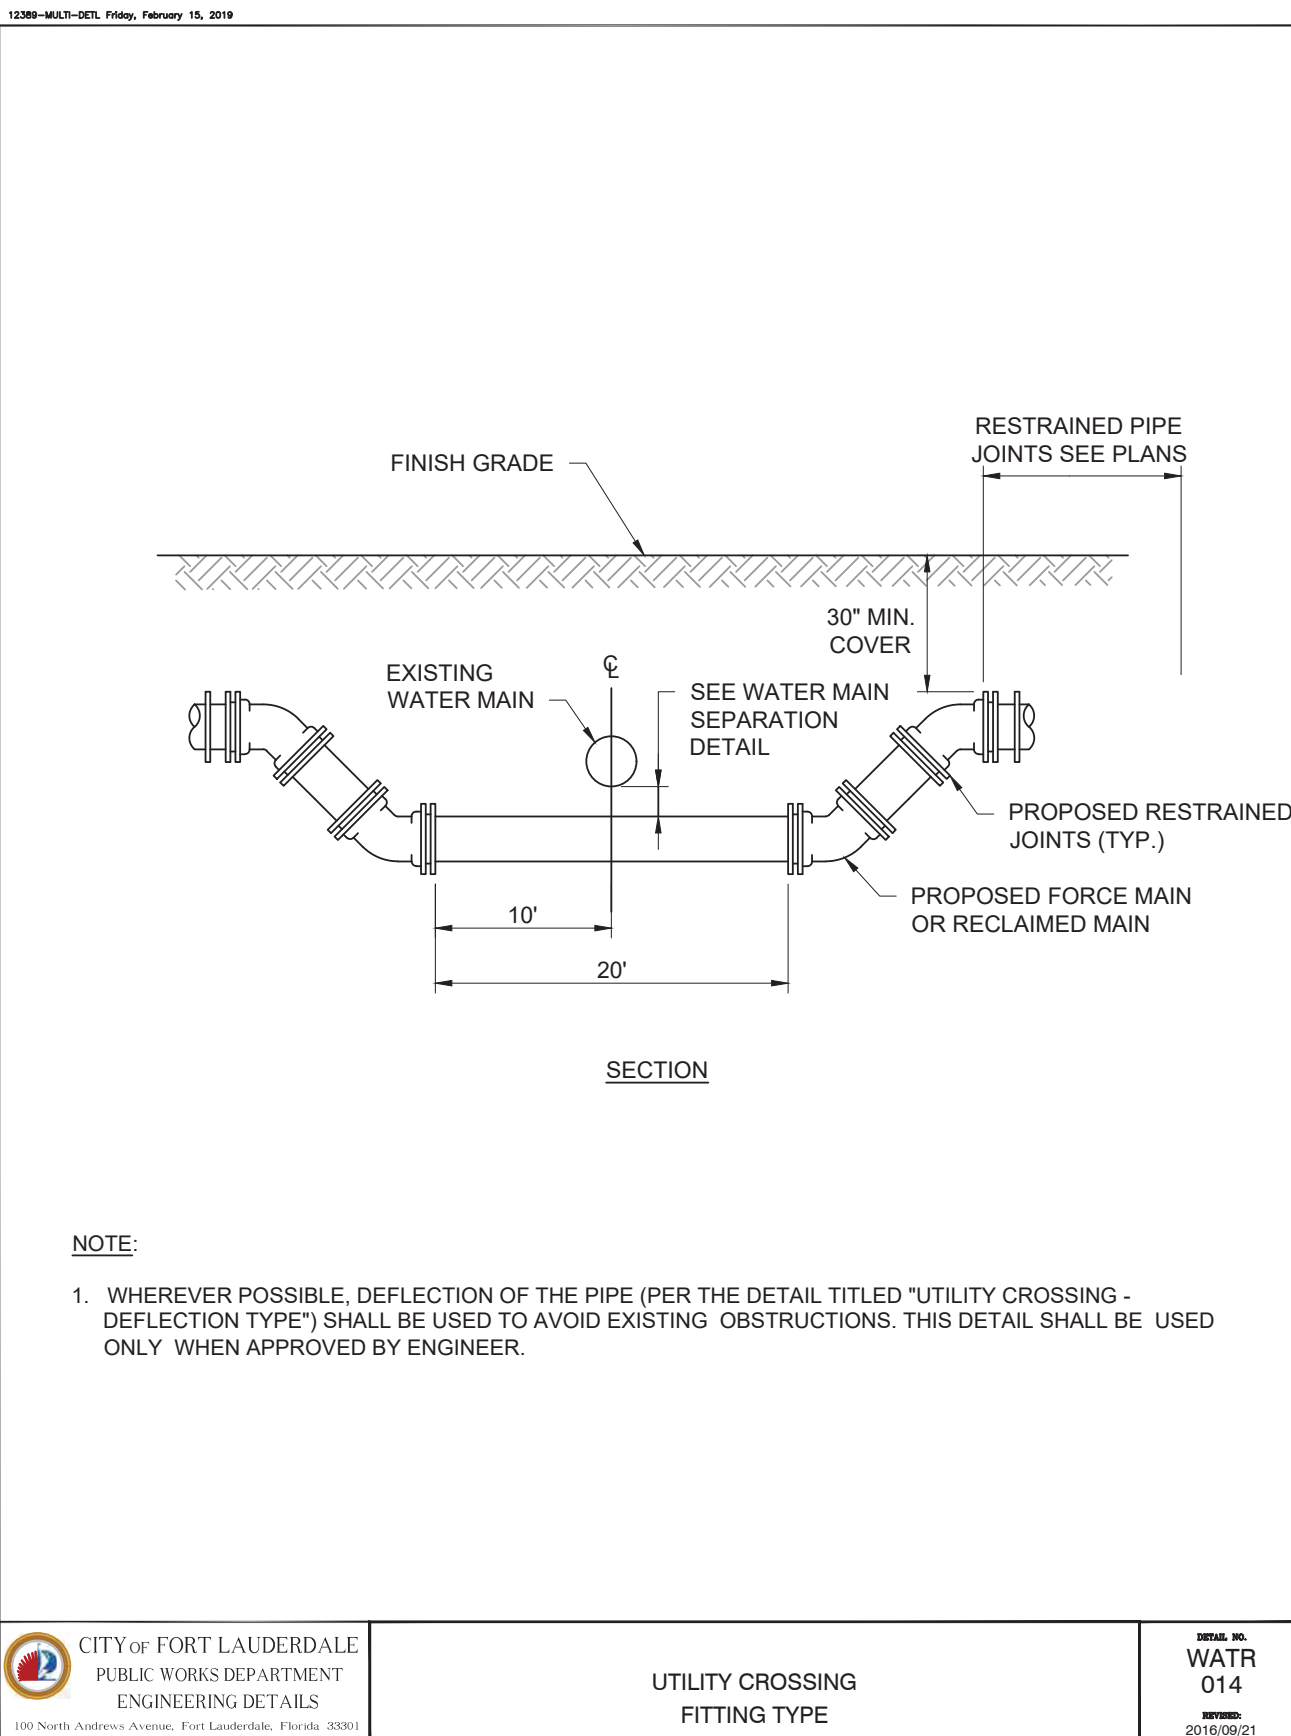 12389-MULTI-DETL Friday, February 15, 2019
RESTRAINED PIPE
JOINTS SEE PLANS
FINISH GRADE
30" MIN.
COVER
EXISTING
WATER MAIN
℄
SEE WATER MAIN
SEPARATION
DETAIL
PROPOSED RESTRAINED
JOINTS (TYP.)
PROPOSED FORCE MAIN
OR RECLAIMED MAIN
10'
20'
SECTION
NOTE:
1. WHEREVER POSSIBLE, DEFLECTION OF THE PIPE (PER THE DETAIL TITLED "UTILITY CROSSING -
DEFLECTION TYPE") SHALL BE USED TO AVOID EXISTING OBSTRUCTIONS. THIS DETAIL SHALL BE USED
ONLY WHEN APPROVED BY ENGINEER.
CITY OF FORT LAUDERDALE
PUBLIC WORKS DEPARTMENT
ENGINEERING DETAILS
100 North Andrews Avenue, Fort Lauderdale, Florida 33301
UTILITY CROSSING
FITTING TYPE
DETAIL NO.
WATR
014
REVISED:
2016/09/21